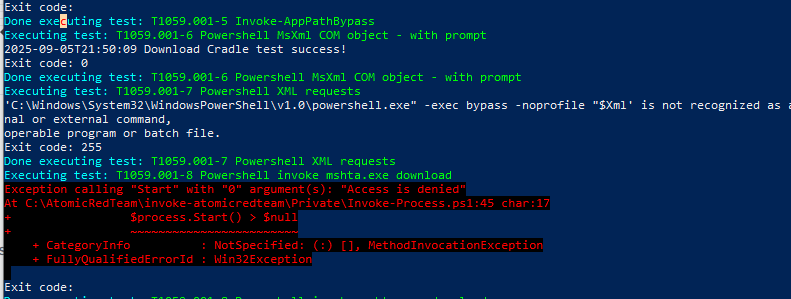 Exit code:
Done executing test: T1059.001-5 Invoke-AppPathBypass
Executing test: T1059.001-6 Powershell MsXml COM object - with prompt
2025-09-05T21:50:09 Download Cradle test success!
Exit code: 0
Done executing test: T1059.001-6 Powershell MsXml COM object - with prompt
Executing test: T1059.001-7 Powershell XML requests
'C:\Windows\System32\WindowsPowerShell\v1.0\powershell.exe" -exec bypass -noprofile "$Xml' is not recognized as a
nal or external command,
operable program or batch file.
Exit code: 255
Done executing test: T1059.001-7 Powershell XML requests
Executing test: T1059.001-8 Powershell invoke mshta.exe download
Exception calling "Start" with "0" argument(s): "Access is denied"
At C:\AtomicRedTeam\invoke-atomicredteam\Private\Invoke-Process.ps1:45 char:17
+ $process.Start() > $null
+ ~~~~~~~~~~~~~~~~~~~~~~~~
+ CategoryInfo : NotSpecified: (:) [], MethodInvocationException
+ FullyQualifiedErrorId : Win32Exception
Exit code: